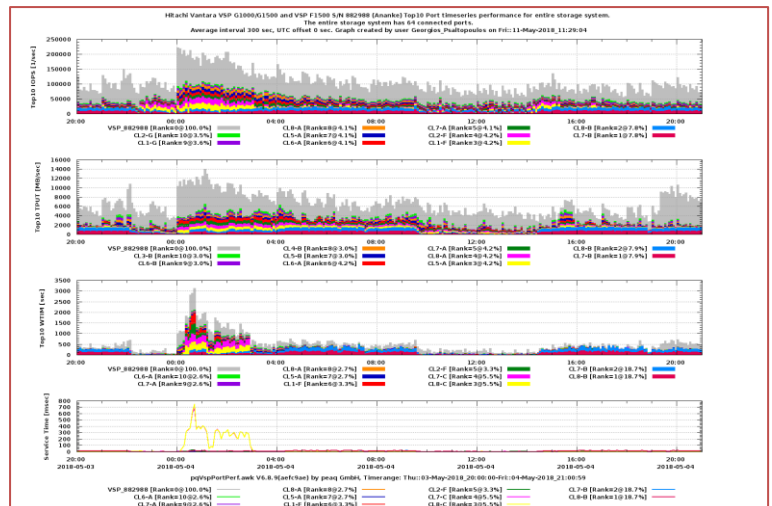 Hitachi Vantara VSP G1000/G1500 and VSP F1500 S/N 882988 (Ananke) Top10 Port timeseries performance for entire storage system.
The entire storage system has 64 connected ports.
Average interval 300 sec, UTC offset 0 sec. Graph created by user Georgios_Psaltopoulos on Fri::11-May-2018_11:29:04
Top10 IOPS [1/sec]
250000
200000
150000
100000
50000
0
20:00 00:00 04:00 08:00 12:00 16:00 20:00
VSP_882988 [Rank=0@100.0%] CL8-A [Rank=8@4.1%] CL7-A [Rank=5@4.1%] CL8-B [Rank=2@7.8%]
CL2-G [Rank=10@3.5%] CL5-A [Rank=7@4.1%] CL2-F [Rank=4@4.2%] CL7-B [Rank=1@7.8%]
CL1-G [Rank=9@3.6%] CL6-A [Rank=6@4.1%] CL1-F [Rank=3@4.2%]
Top10 TPUT [MB/sec]
16000
14000
12000
10000
8000
6000
4000
2000
0
20:00 00:00 04:00 08:00 12:00 16:00 20:00
VSP_882988 [Rank=0@100.0%] CL4-B [Rank=8@3.0%] CL7-A [Rank=5@4.2%] CL8-B [Rank=2@7.9%]
CL3-B [Rank=10@3.0%] CL5-B [Rank=7@3.0%] CL8-A [Rank=4@4.2%] CL7-B [Rank=1@7.9%]
CL6-B [Rank=9@3.0%] CL6-A [Rank=6@4.2%] CL5-A [Rank=3@4.2%]
Top10 WTIM [sec]
3500
3000
2500
2000
1500
1000
500
0
20:00 00:00 04:00 08:00 12:00 16:00 20:00
VSP_882988 [Rank=0@100.0%] CL8-A [Rank=8@2.7%] CL2-F [Rank=5@3.3%] CL7-B [Rank=2@18.7%]
CL6-A [Rank=10@2.6%] CL5-A [Rank=7@2.7%] CL7-C [Rank=4@5.5%] CL8-B [Rank=1@18.7%]
CL7-A [Rank=9@2.6%] CL1-F [Rank=6@3.3%] CL8-C [Rank=3@5.5%]
Service Time [msec]
800
700
600
500
400
300
200
100
0
20:00 00:00 04:00 08:00 12:00 16:00 20:00
2018-05-03 2018-05-04 2018-05-04 2018-05-04 2018-05-04 2018-05-04 2018-05-04
pqVspPortPerf.awk V6.8.9(aefc9ae) by peaq GmbH, Timerange: Thu::03-May-2018_20:00:00-Fri::04-May-2018_21:00:59
VSP_882988 [Rank=0@100.0%] CL8-A [Rank=8@2.7%] CL2-F [Rank=5@3.3%] CL7-B [Rank=2@18.7%]
CL6-A [Rank=10@2.6%] CL5-A [Rank=7@2.7%] CL7-C [Rank=4@5.5%] CL8-B [Rank=1@18.7%]
CL7-A [Rank=9@2.6%] CL1-F [Rank=6@3.3%] CL8-C [Rank=3@5.5%]